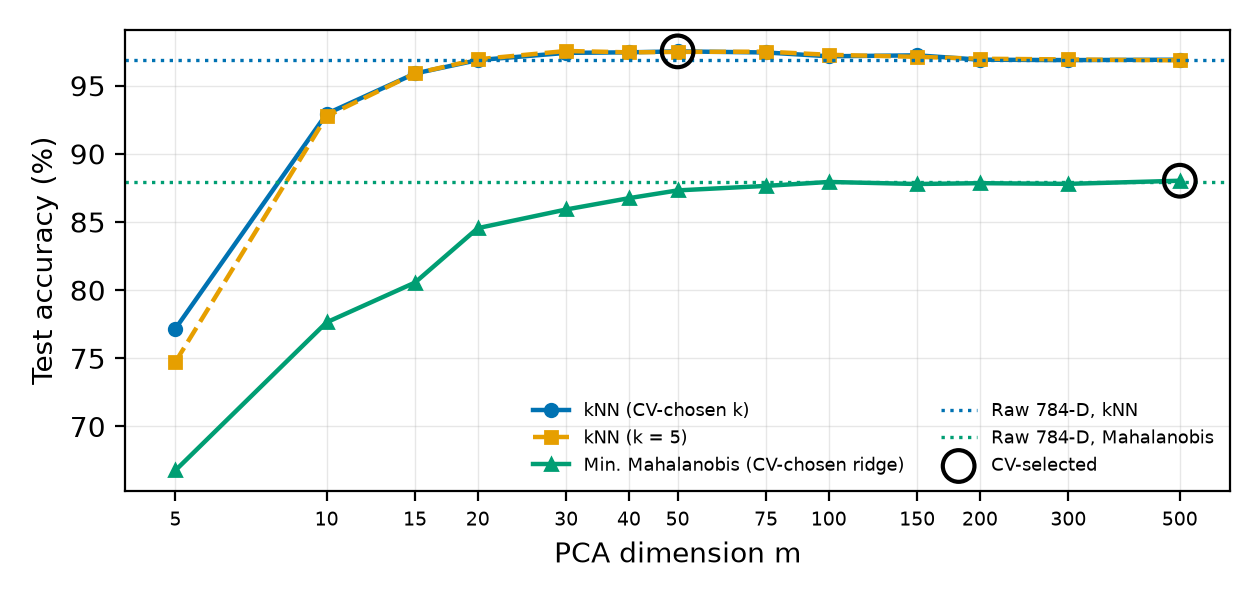 Test accuracy (%)
95
90
85
80
75
70
kNN (CV-chosen k)
kNN (k = 5)
Min. Mahalanobis (CV-chosen ridge)
Raw 784-D, kNN
Raw 784-D, Mahalanobis
CV-selected
5 10 15 20 30 40 50 75 100 150 200 300 500
PCA dimension m